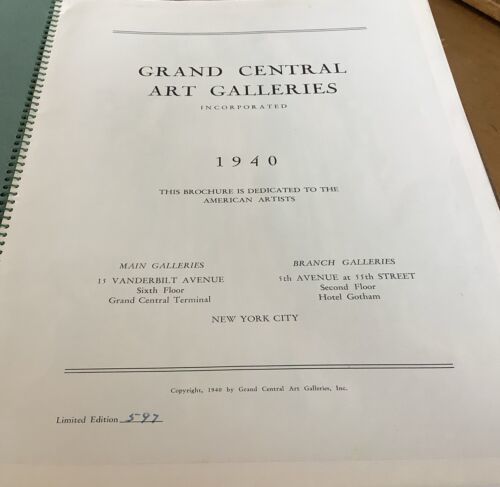 GRAND CENTRAL
ART GALLERIES
INCORPORATED
1940
THIS BROCHURE IS DEDICATED TO THE
AMERICAN ARTISTS
MAIN GALLERIES
15 VANDERBILT AVENUE
Sixth Floor
Grand Central Terminal
BRANCH GALLERIES
5th AVENUE at 55th STREET
Second Floor
Hotel Gotham
NEW YORK CITY
Copyright, 1940 by Grand Central Art Galleries, Inc.
Limited Edition 597